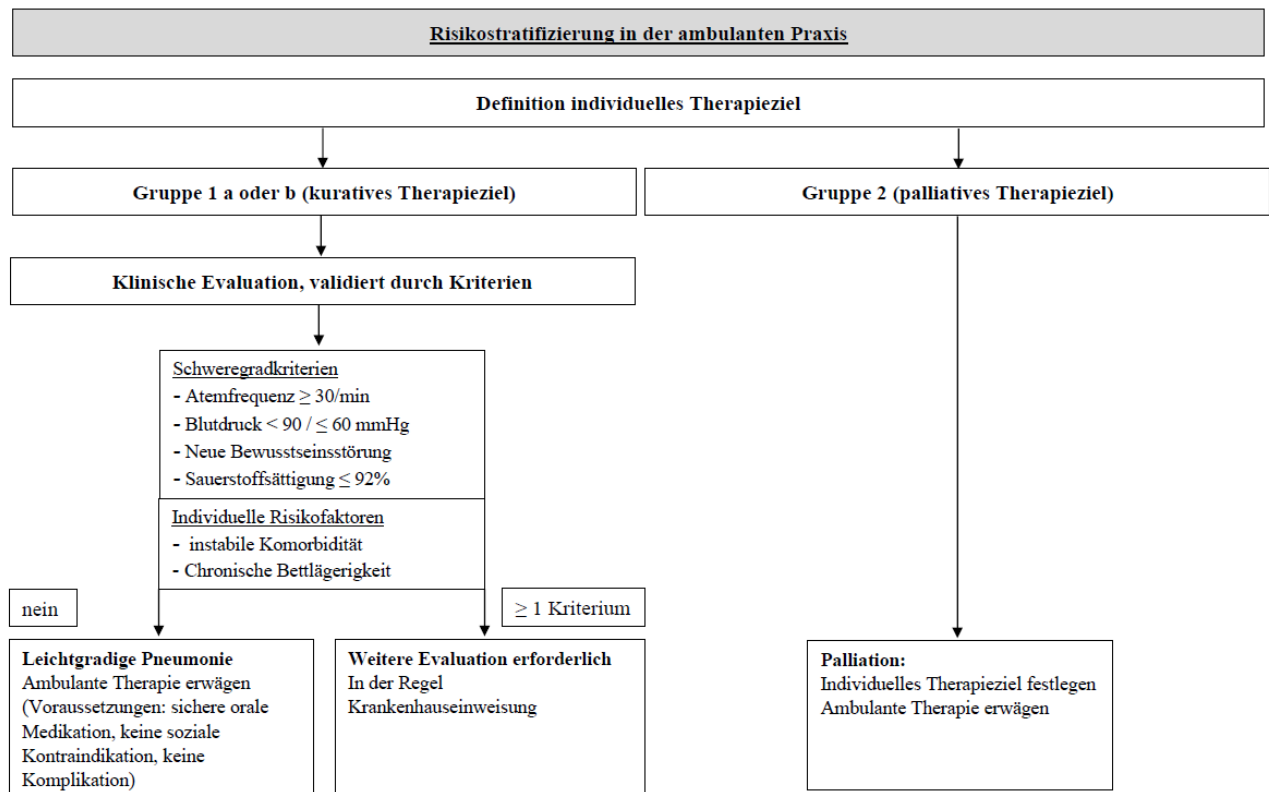 Risikostratifizierung in der ambulanten Praxis
Definition individuelles Therapieziel
Gruppe 1 a oder b (kuratives Therapieziel)
Gruppe 2 (palliatives Therapieziel)
Klinische Evaluation, validiert durch Kriterien
Schweregradkriterien
- Atemfrequenz ≥ 30/min
- Blutdruck < 90 / ≤ 60 mmHg
- Neue Bewusstseinsstörung
- Sauerstoffsättigung ≤ 92%
Individuelle Risikofaktoren
- instabile Komorbidität
- Chronische Bettlägerigkeit
nein
≥ 1 Kriterium
Leichtgradige Pneumonie
Ambulante Therapie erwägen
(Voraussetzungen: sichere orale
Medikation, keine soziale
Kontraindikation, keine
Komplikation)
Weitere Evaluation erforderlich
In der Regel
Krankenhauseinweisung
Palliation:
Individuelles Therapieziel festlegen
Ambulante Therapie erwägen